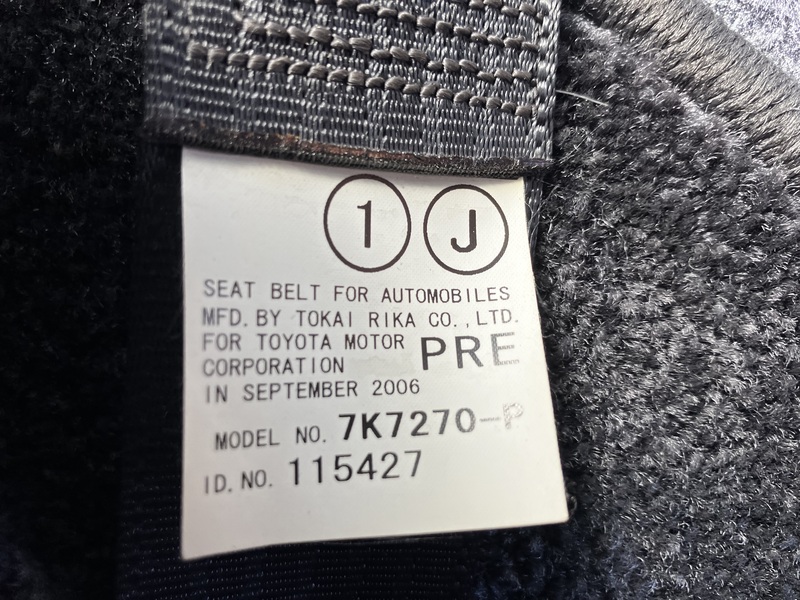 1 J
SEAT BELT FOR AUTOMOBILES
MFD. BY TOKAI RIKA CO.,LTD.
FOR TOYOTA MOTOR
CORPORATION PRE
IN SEPTEMBER 2006
MODEL NO. 7K7270-P
ID. NO. 115427